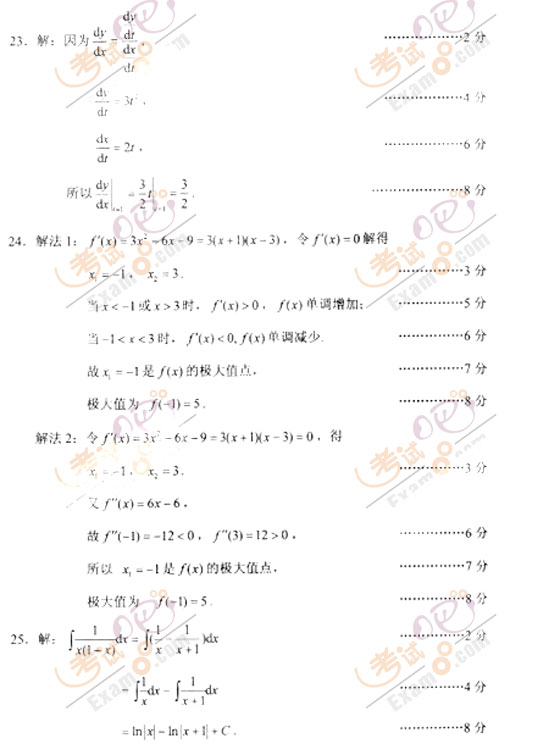 23. 解：因为 dy/dx = (dy/dt)/(dx/dt), ……………2 分
dy/dt = 3t², ……………4 分
dx/dt = 2t, ……………6 分
所以 dy/dx|t=1 = 3/2 t|t=1 = 3/2. ……………8 分
24. 解法 1：f′(x) = 3x² − 6x − 9 = 3(x + 1)(x − 3)，令 f′(x) = 0 解得
x₁ = −1, x₂ = 3. ……………3 分
当 x < −1 或 x > 3 时，f′(x) > 0，f(x) 单调增加; ……………5 分
当 −1 < x < 3 时，f′(x) < 0, f(x) 单调减少. ……………6 分
故 x₁ = −1 是 f(x) 的极大值点, ……………7 分
极大值为 f(−1) = 5. ……………8 分
解法 2：令 f′(x) = 3x² − 6x − 9 = 3(x + 1)(x − 3) = 0，得
x₁ = −1, x₂ = 3. ……………3 分
又 f″(x) = 6x − 6,
故 f″(−1) = −12 < 0，f″(3) = 12 > 0, ……………6 分
所以 x₁ = −1 是 f(x) 的极大值点, ……………7 分
极大值为 f(−1) = 5. ……………8 分
25. 解：∫ 1/(x(1 + x)) dx = ∫(1/x − 1/(x + 1))dx ……………2 分
= ∫ 1/x dx − ∫ 1/(x + 1) dx ……………4 分
= ln|x| − ln|x + 1| + C. ……………8 分